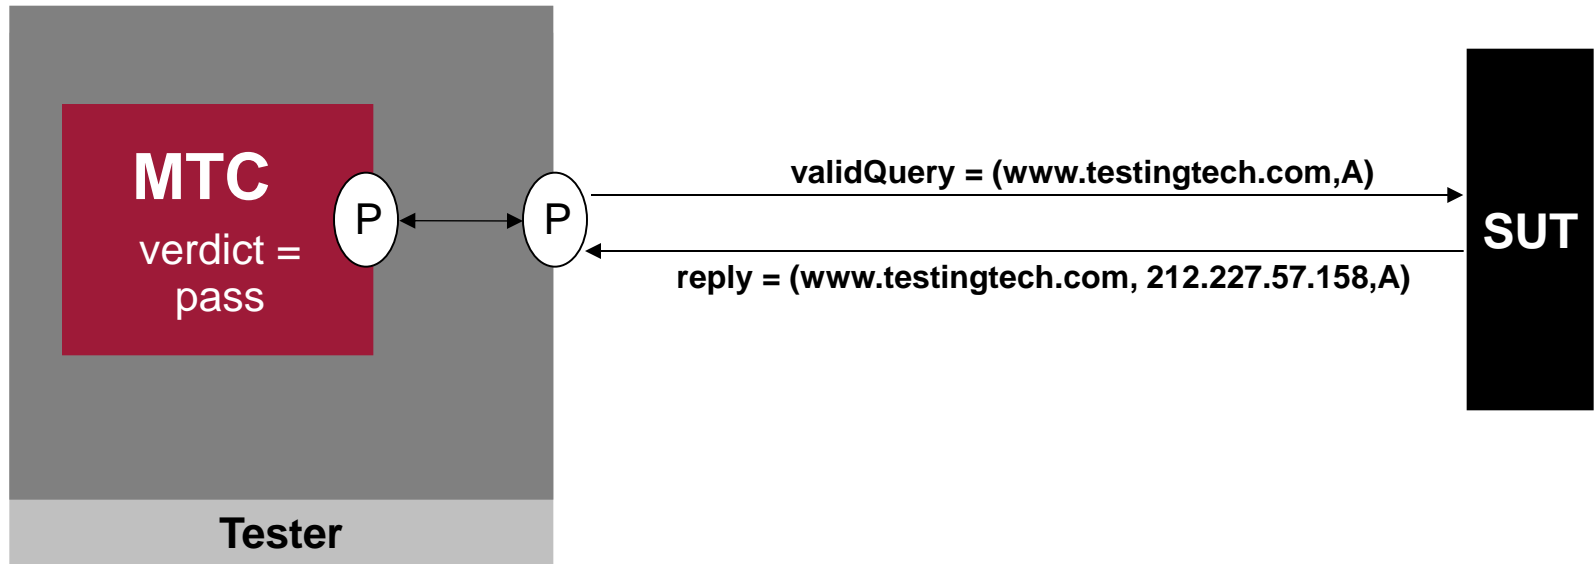 MTC
verdict =
pass
P
P
validQuery = (www.testingtech.com,A)
reply = (www.testingtech.com, 212.227.57.158,A)
SUT
Tester